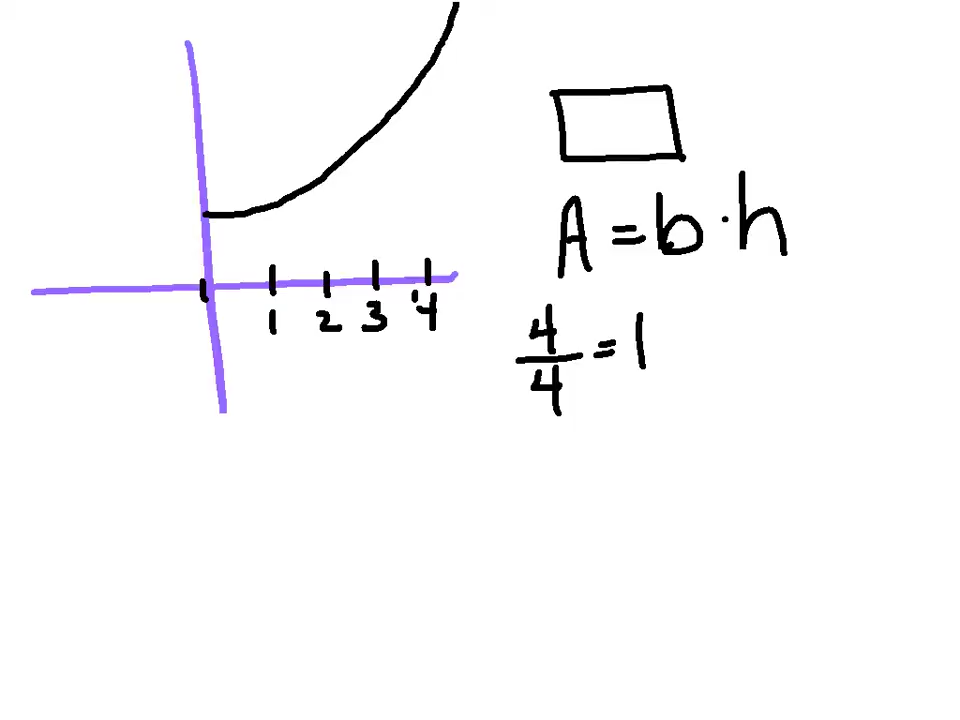 1 2 3 4
A = b · h
4/4 = 1